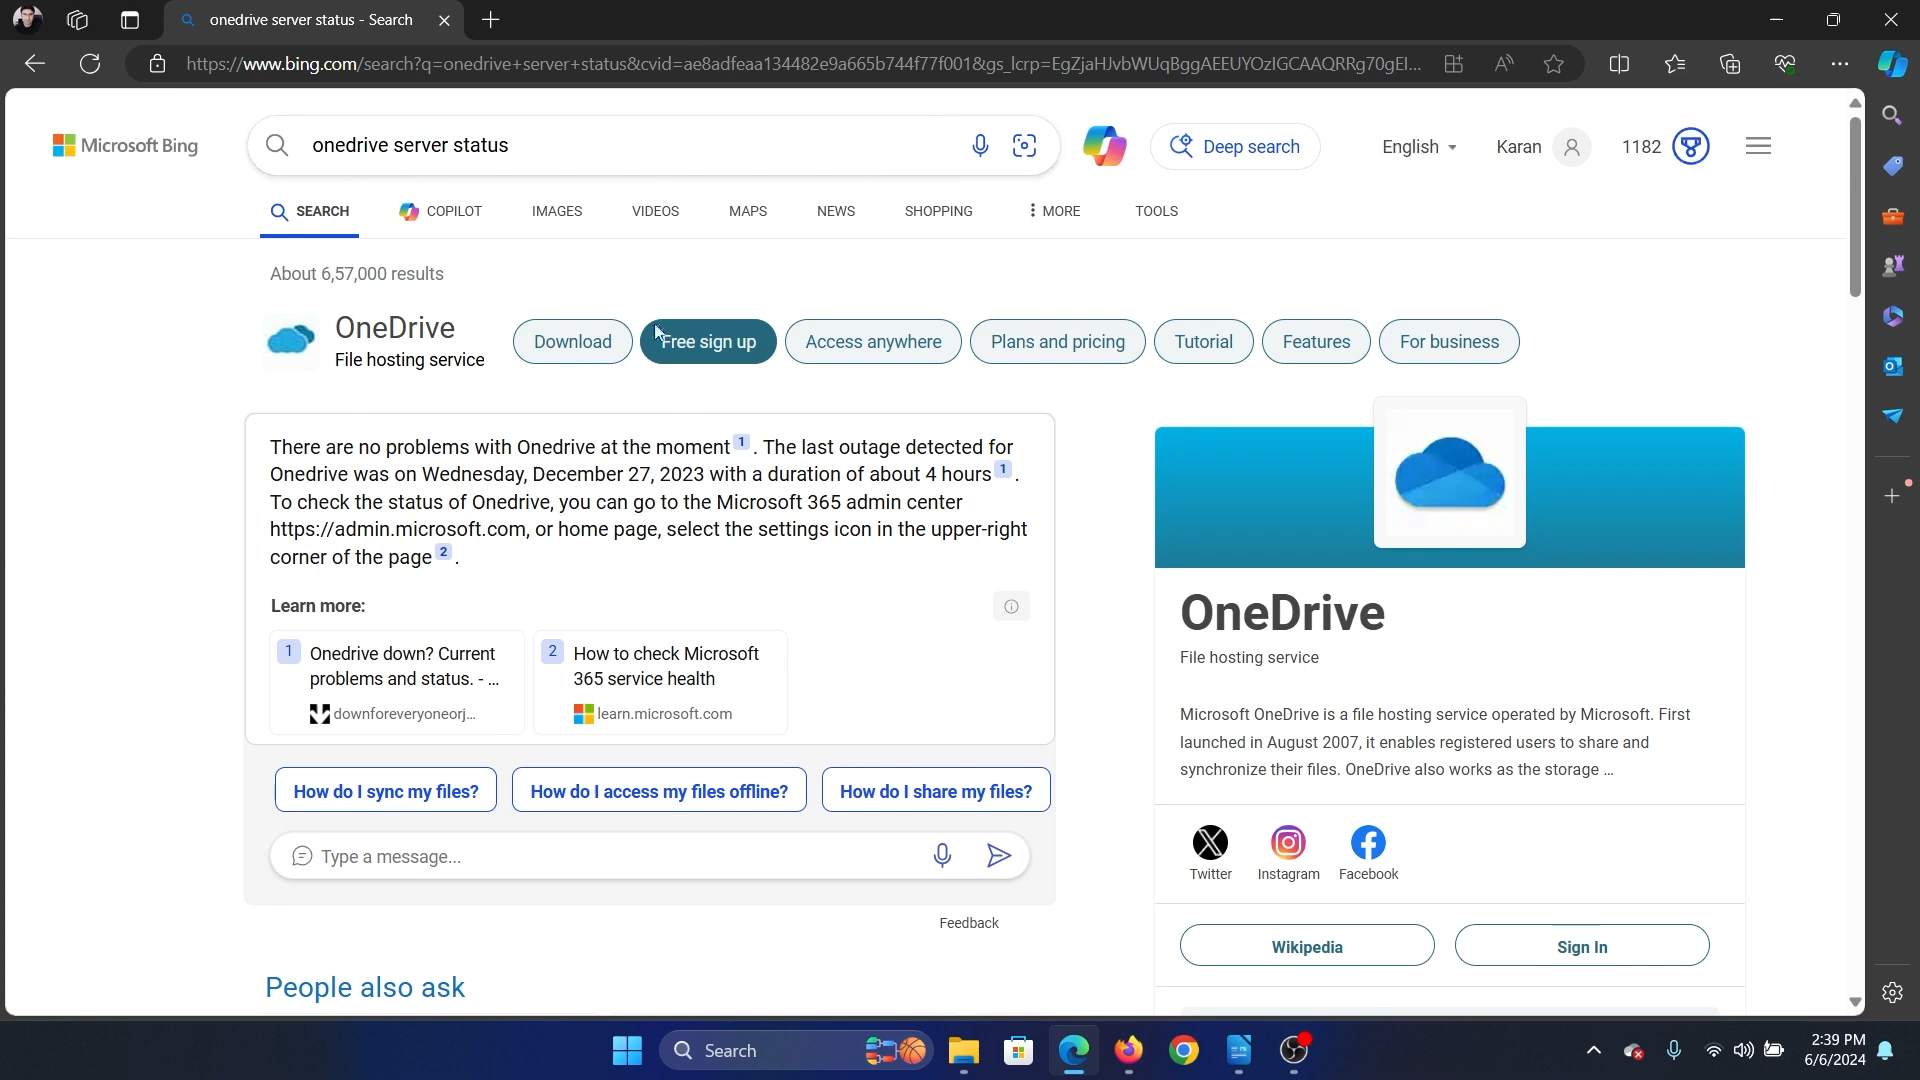 onedrive server status - Search
https://www.bing.com/search?q=onedrive+server+status&cvid=ae8adfeaa134482e9a665b744f77f001&gs_lcrp=EgZjaHJvbWUqBggAEEUYOzIGCAAQRRg70gEI...
Microsoft Bing
onedrive server status
Deep search
English
Karan
1182
SEARCH
COPILOT
IMAGES
VIDEOS
MAPS
NEWS
SHOPPING
MORE
TOOLS
About 6,57,000 results
OneDrive
File hosting service
Download
Free sign up
Access anywhere
Plans and pricing
Tutorial
Features
For business
There are no problems with Onedrive at the moment 1 . The last outage detected for
Onedrive was on Wednesday, December 27, 2023 with a duration of about 4 hours 1 .
To check the status of Onedrive, you can go to the Microsoft 365 admin center
https://admin.microsoft.com, or home page, select the settings icon in the upper-right
corner of the page 2 .
Learn more:
1 Onedrive down? Current
problems and status. - ...
downforeveryoneorj...
2 How to check Microsoft
365 service health
learn.microsoft.com
How do I sync my files?
How do I access my files offline?
How do I share my files?
Type a message...
Feedback
People also ask
OneDrive
File hosting service
Microsoft OneDrive is a file hosting service operated by Microsoft. First
launched in August 2007, it enables registered users to share and
synchronize their files. OneDrive also works as the storage ...
Twitter
Instagram
Facebook
Wikipedia
Sign In
Search
2:39 PM
6/6/2024